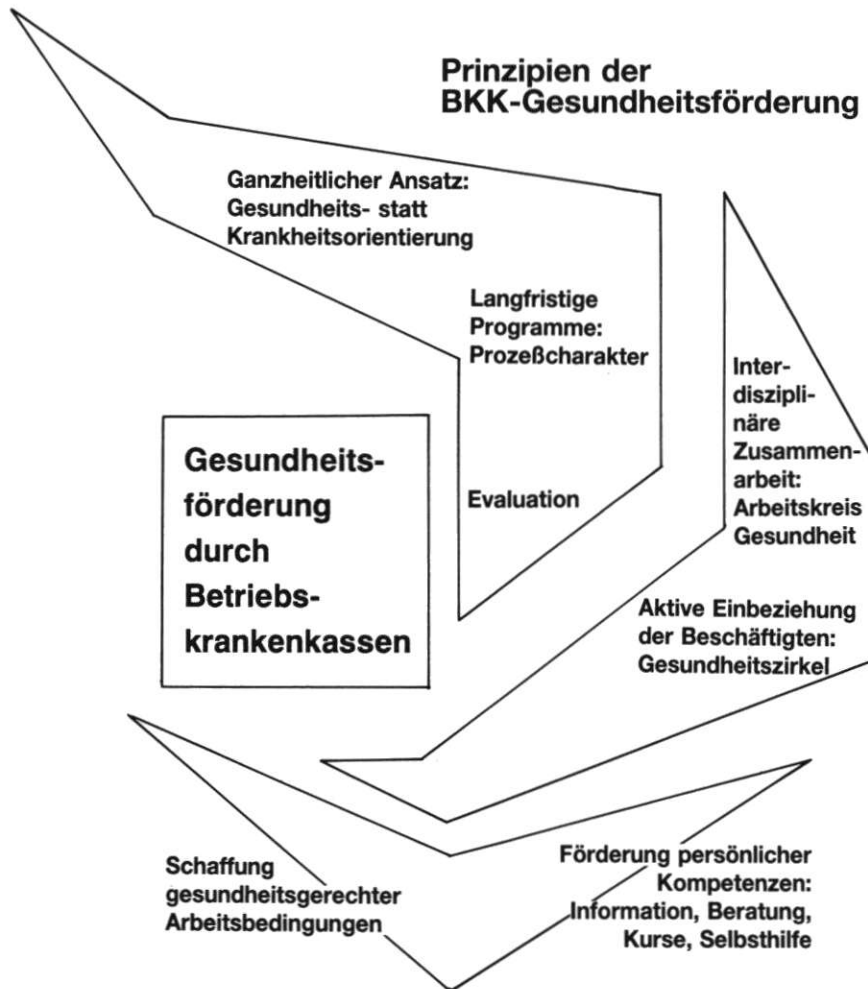 Prinzipien der
BKK-Gesundheitsförderung
Ganzheitlicher Ansatz:
Gesundheits- statt
Krankheitsorientierung
Langfristige
Programme:
Prozeßcharakter
Evaluation
Inter-
diszipli-
näre
Zusammen-
arbeit:
Arbeitskreis
Gesundheit
Gesundheits-
förderung
durch
Betriebs-
krankenkassen
Aktive Einbeziehung
der Beschäftigten:
Gesundheitszirkel
Schaffung
gesundheitsgerechter
Arbeitsbedingungen
Förderung persönlicher
Kompetenzen:
Information, Beratung,
Kurse, Selbsthilfe